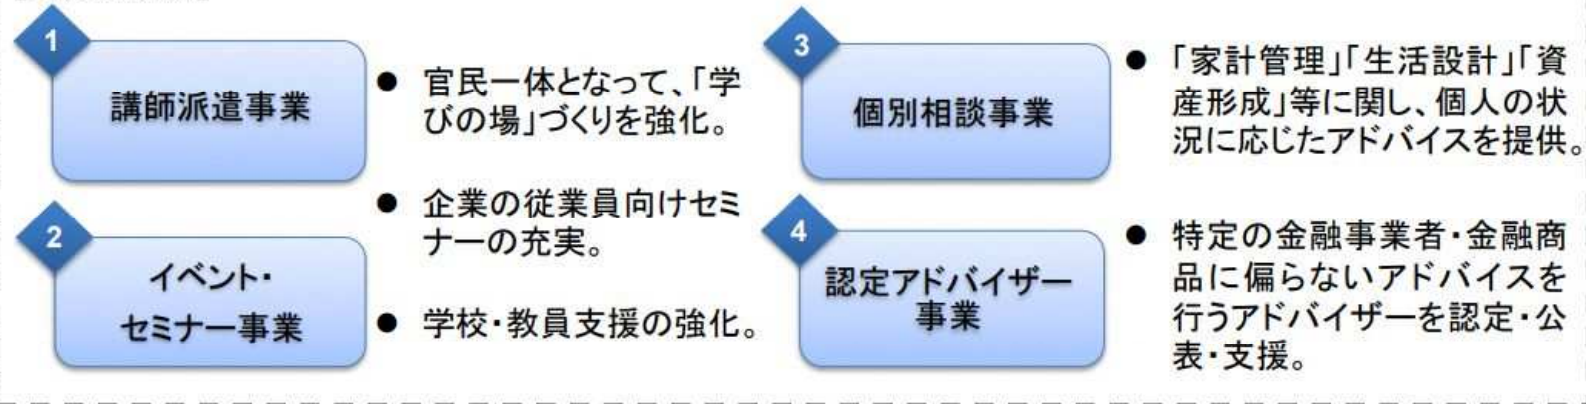 1
講師派遣事業
● 官民一体となって、「学
びの場」づくりを強化。
● 企業の従業員向けセミ
ナーの充実。
2
イベント・
セミナー事業
● 学校・教員支援の強化。
3
個別相談事業
● 「家計管理」「生活設計」「資
産形成」等に関し、個人の状
況に応じたアドバイスを提供。
4
認定アドバイザー
事業
● 特定の金融事業者・金融商
品に偏らないアドバイスを
行うアドバイザーを認定・公
表・支援。